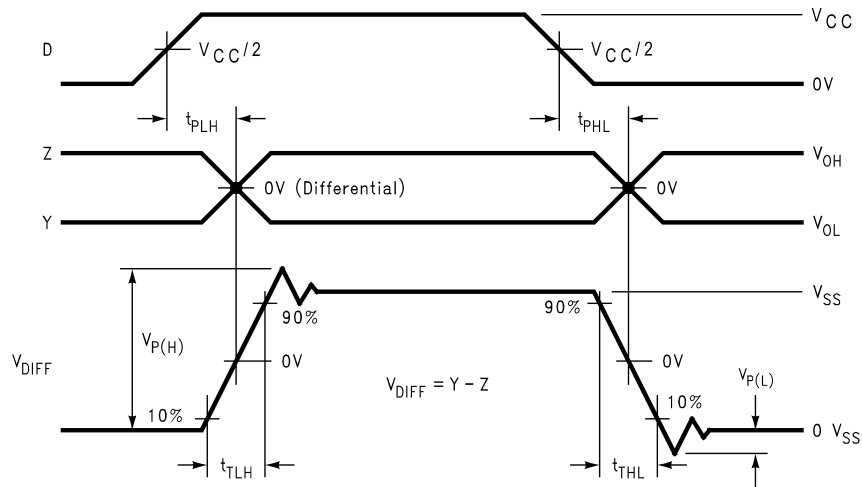 V_CC
D
V_CC/2
V_CC/2
0V
t_PLH
t_PHL
Z
V_OH
0V (Differential)
0V
Y
V_OL
V_SS
90%
90%
V_P(H)
V_DIFF
0V
0V
V_DIFF = Y - Z
V_P(L)
10%
10%
0 V_SS
t_TLH
t_THL